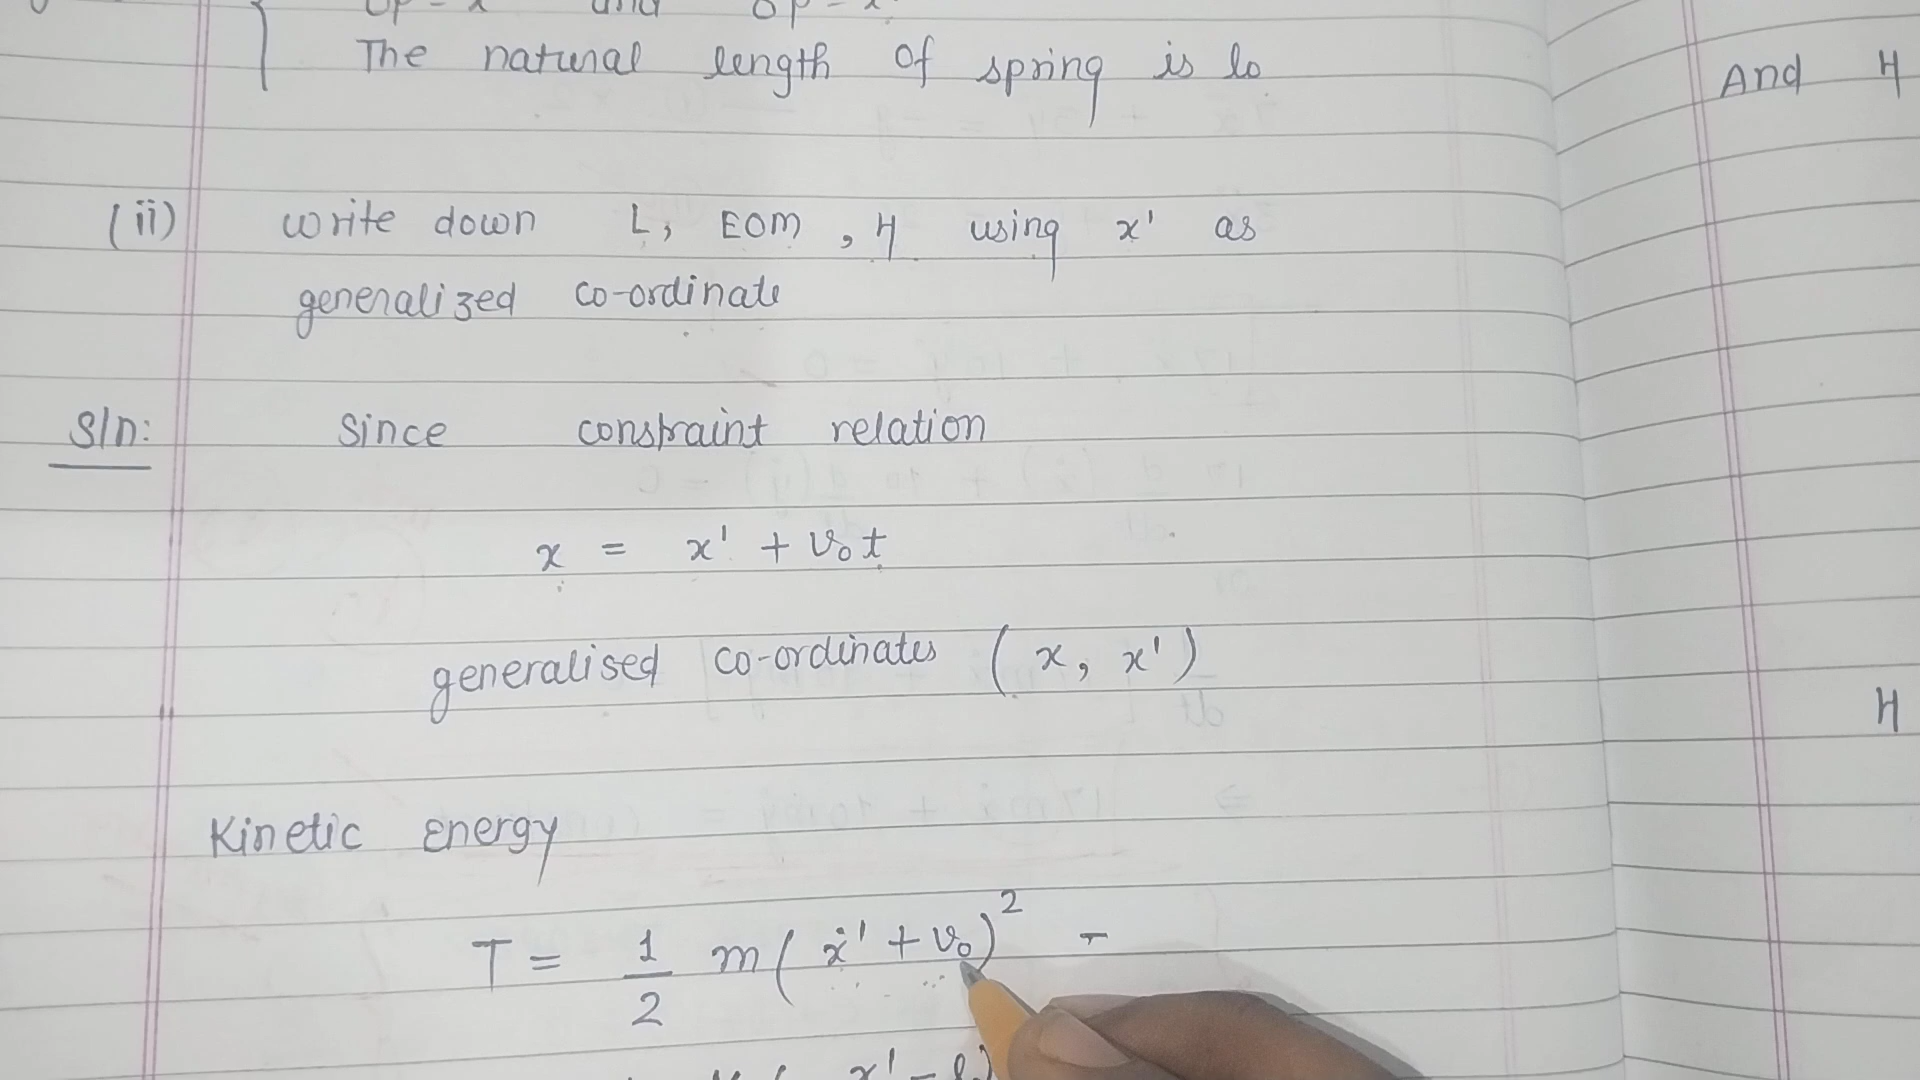 The natural length of spring is lo
And H
(ii) write down L, EOM, H using x' as
generalized co-ordinate
Sln: Since constraint relation
x = x' + v₀t
generalised co-ordinates (x, x')
H
Kinetic energy
T = 1/2 m(ẋ' + v₀)² -
x' - l